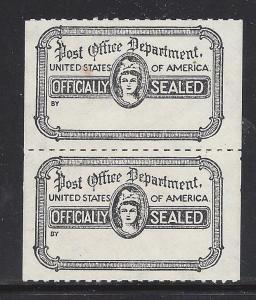 Post Office Department,
UNITED STATES OF AMERICA.
OFFICIALLY SEALED
BY
Post Office Department,
UNITED STATES OF AMERICA.
OFFICIALLY SEALED
BY